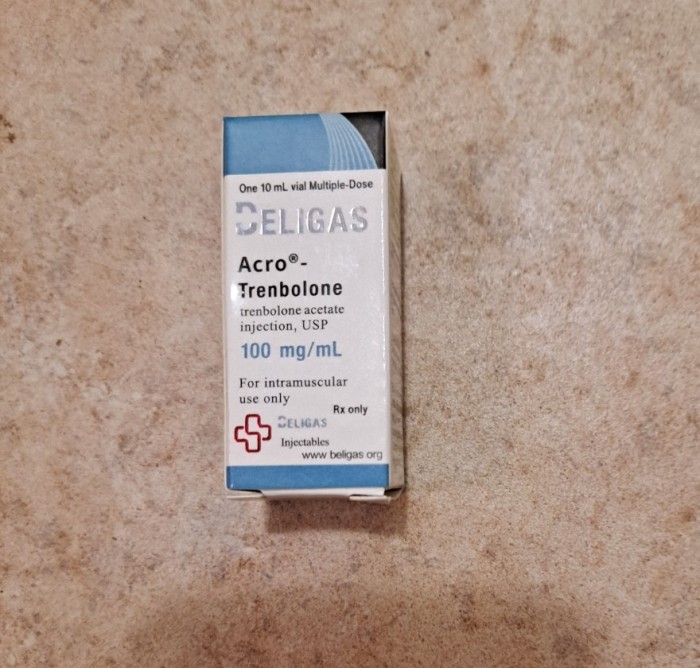 One 10 mL vial Multiple-Dose
BELIGAS
Acro®-
Trenbolone
trenbolone acetate
injection, USP
100 mg/mL
For intramuscular
use only
Rx only
BELIGAS
Injectables
www beligas org